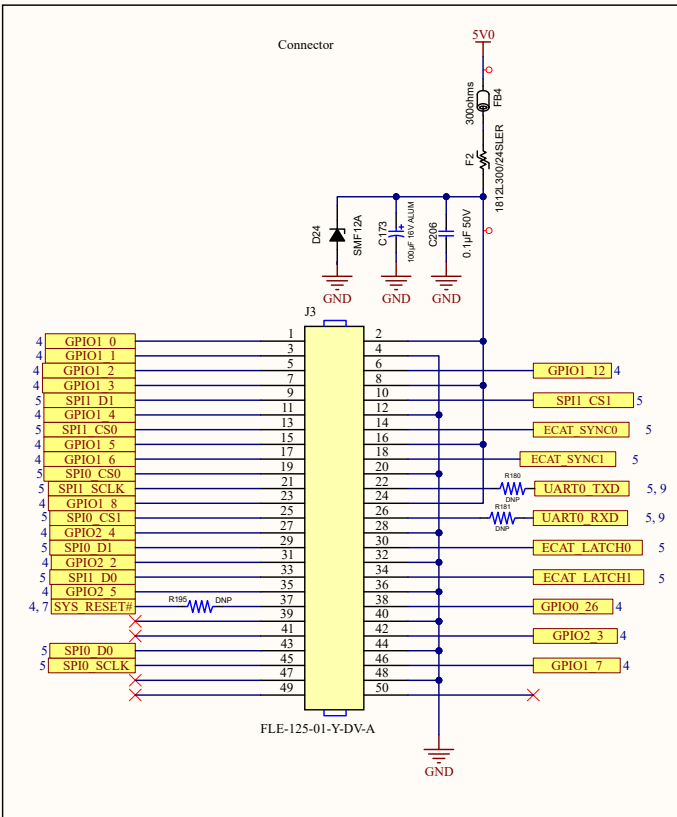 Connector
5V0
300ohms
FB4
F2
1812L300/24SLER
D24
SMF12A
C173
100µF 16V ALUM
C206
0.1µF 50V
GND
GND
GND
J3
4 GPIO1_0 1 2
4 GPIO1_1 3 4
4 GPIO1_2 5 6 GPIO1_12 4
4 GPIO1_3 7 8
5 SPI1_D1 9 10 SPI1_CS1 5
4 GPIO1_4 11 12
5 SPI1_CS0 13 14 ECAT_SYNC0 5
4 GPIO1_5 15 16
4 GPIO1_6 17 18 ECAT_SYNC1 5
5 SPI0_CS0 19 20
5 SPI1_SCLK 21 22 R180 DNP UART0_TXD 5, 9
4 GPIO1_8 23 24
5 SPI0_CS1 25 26 R181 DNP UART0_RXD 5, 9
4 GPIO2_4 27 28
5 SPI0_D1 29 30 ECAT_LATCH0 5
4 GPIO2_2 31 32
5 SPI1_D0 33 34 ECAT_LATCH1 5
4 GPIO2_5 35 36
4, 7 SYS_RESET# R195 DNP 37 38 GPIO0_26 4
39 40
41 42 GPIO2_3 4
5 SPI0_D0 43 44
5 SPI0_SCLK 45 46 GPIO1_7 4
47 48
49 50
FLE-125-01-Y-DV-A
GND